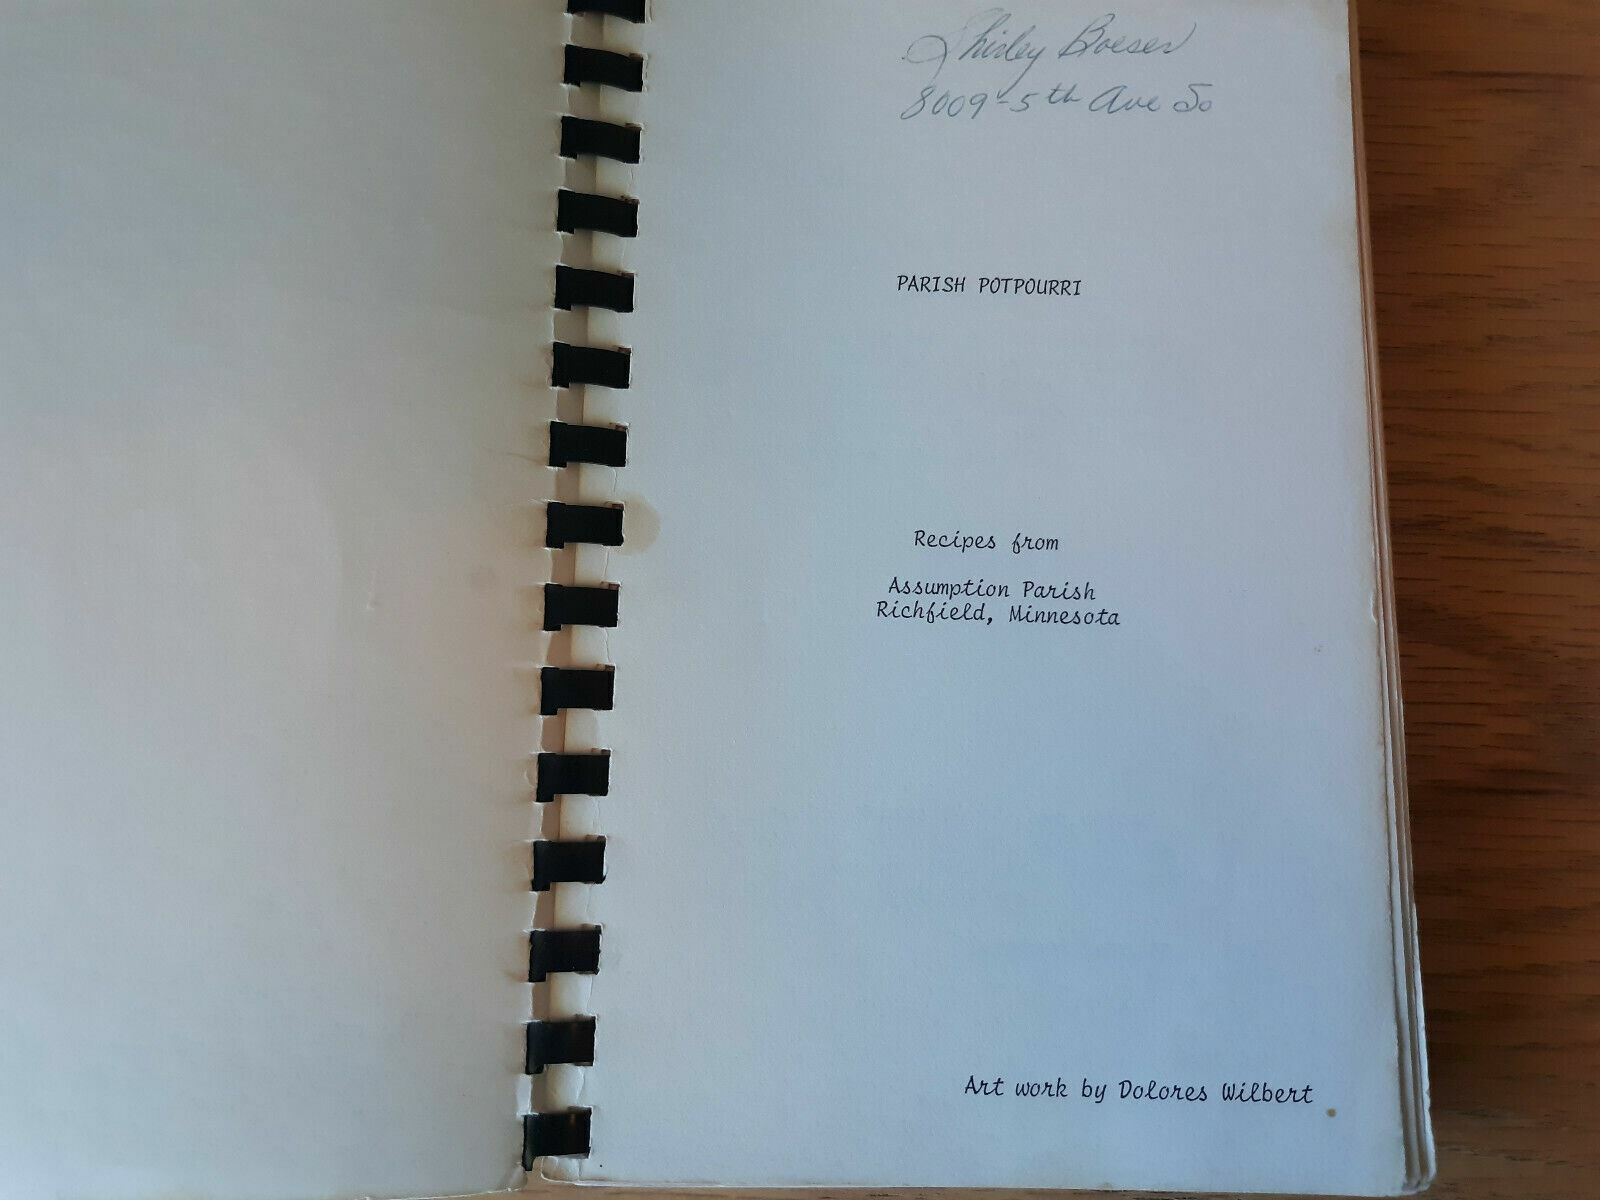 Shirley Boeser
8009-5th Ave So
PARISH POTPOURRI
Recipes from
Assumption Parish
Richfield, Minnesota
Art work by Dolores Wilbert